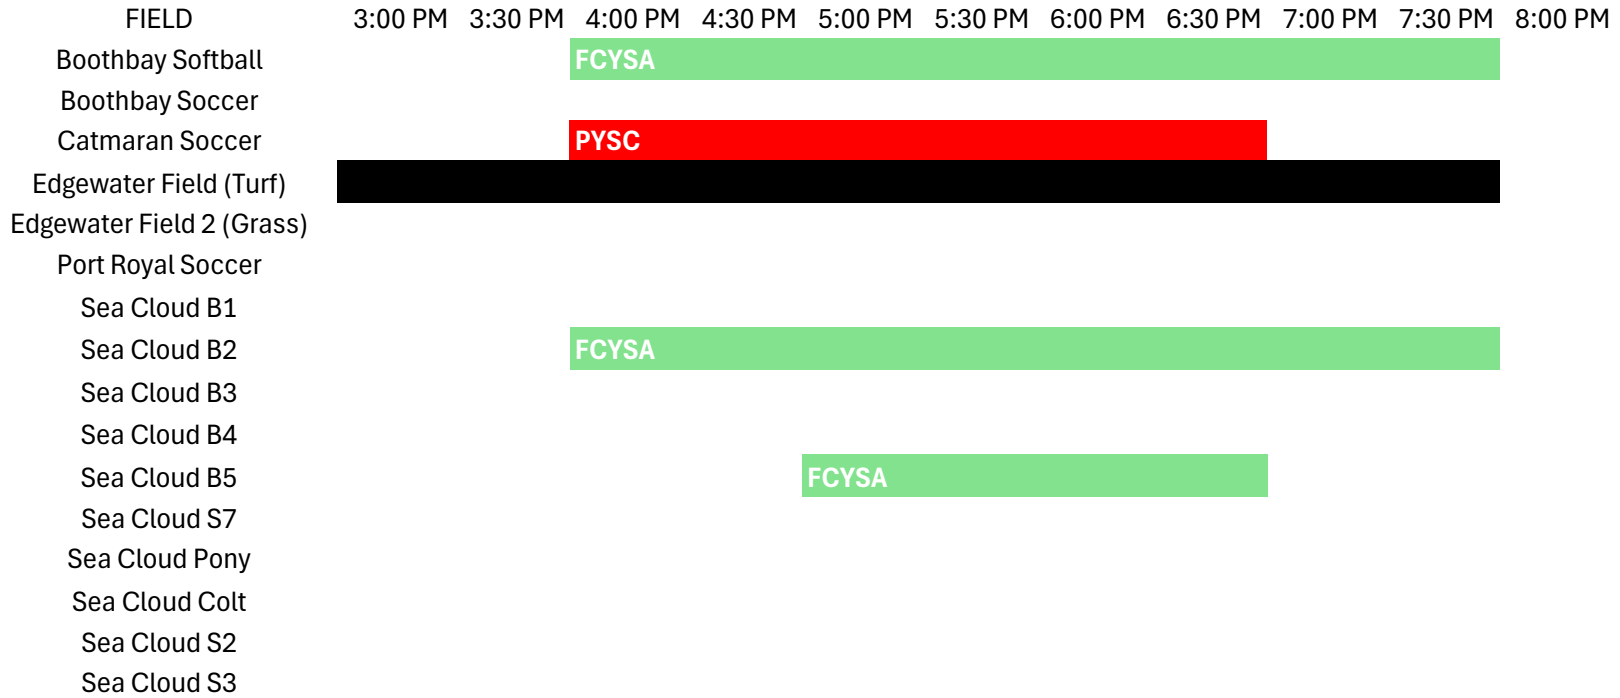 FIELD 3:00 PM 3:30 PM 4:00 PM 4:30 PM 5:00 PM 5:30 PM 6:00 PM 6:30 PM 7:00 PM 7:30 PM 8:00 PM
Boothbay Softball FCYSA
Boothbay Soccer
Catmaran Soccer PYSC
Edgewater Field (Turf)
Edgewater Field 2 (Grass)
Port Royal Soccer
Sea Cloud B1
Sea Cloud B2 FCYSA
Sea Cloud B3
Sea Cloud B4
Sea Cloud B5 FCYSA
Sea Cloud S7
Sea Cloud Pony
Sea Cloud Colt
Sea Cloud S2
Sea Cloud S3